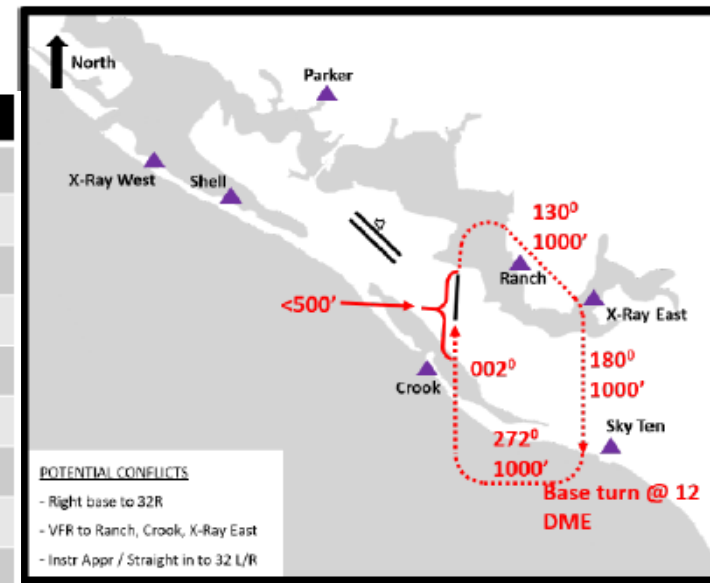 North
Parker
X-Ray West
Shell
130⁰
1000'
Ranch
<500'
X-Ray East
002⁰
180⁰
1000'
Crook
272⁰
1000'
Sky Ten
Base turn @ 12
DME
POTENTIAL CONFLICTS
- Right base to 32R
- VFR to Ranch, Crook, X-Ray East
- Instr Appr / Straight in to 32 L/R